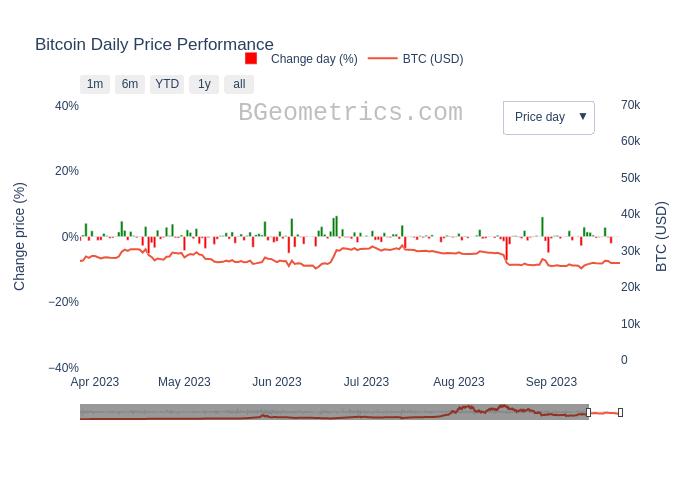 Bitcoin Daily Price Performance
Change day (%) BTC (USD)
1m 6m YTD 1y all
BGeometrics.com
Price day ▼
40% 70k
60k
20% 50k
40k
0% 30k
20k
−20% 10k
0
−40%
Change price (%)
BTC (USD)
Apr 2023 May 2023 Jun 2023 Jul 2023 Aug 2023 Sep 2023